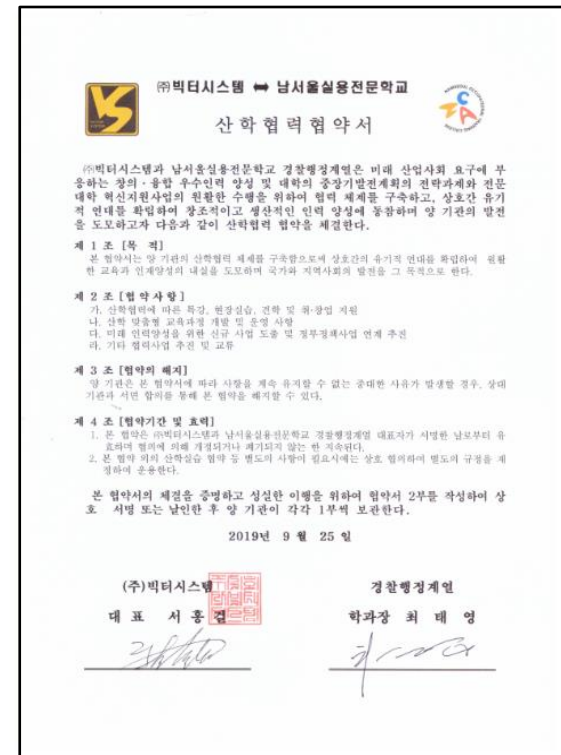 ㈜빅터시스템 ⬌ 남서울실용전문학교
산학협력협약서
㈜빅터시스템과 남서울실용전문학교 경찰행정계열은 미래 산업사회 요구에 부
응하는 창의·융합 우수인력 양성 및 대학의 중장기발전계획의 전략과제와 전문
대학 혁신지원사업의 원활한 수행을 위하여 협력 체제를 구축하고, 상호간 유기
적 연대를 확립하여 창조적이고 생산적인 인력 양성에 동참하며 양 기관의 발전
을 도모하고자 다음과 같이 산학협력 협약을 체결한다.
제 1 조 [목 적]
본 협약서는 양 기관의 산학협력 체제를 구축함으로써 상호간의 유기적 연대를 확립하여 원활
한 교육과 인재양성의 내실을 도모하며 국가와 지역사회의 발전을 그 목적으로 한다.
제 2 조 [협약사항]
가. 산학협력에 따른 특강, 현장실습, 견학 및 취·창업 지원
나. 산학 맞춤형 교육과정 개발 및 운영 사항
다. 미래 인력양성을 위한 신규 사업 도출 및 정부정책사업 연계 추진
라. 기타 협력사업 추진 및 교류
제 3 조 [협약의 해지]
양 기관은 본 협약서에 따라 사항을 계속 유지할 수 없는 중대한 사유가 발생할 경우, 상대
기관과 서면 합의를 통해 본 협약을 해지할 수 있다.
제 4 조 [협약기간 및 효력]
1. 본 협약은 ㈜빅터시스템과 남서울실용전문학교 경찰행정계열 대표자가 서명한 날로부터 유
효하며 협의에 의해 개정되거나 폐기되지 않는 한 지속된다.
2. 본 협약 외의 산학실습 협약 등 별도의 사항이 필요시에는 상호 협의하여 별도의 규정을 제
정하여 운용한다.
본 협약서의 체결을 증명하고 성실한 이행을 위하여 협약서 2부를 작성하여 상
호 서명 또는 날인한 후 양 기관이 각각 1부씩 보관한다.
2019년 9 월 25 일
(주)빅터시스템
경찰행정계열
대 표 서 홍 걸
학과장 최 태 영